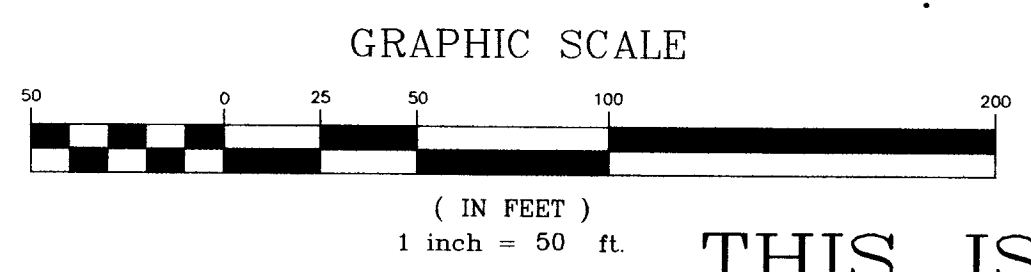 GRAPHIC SCALE
50 0 25 50 100 200
( IN FEET )
1 inch = 50 ft.
THIS IS